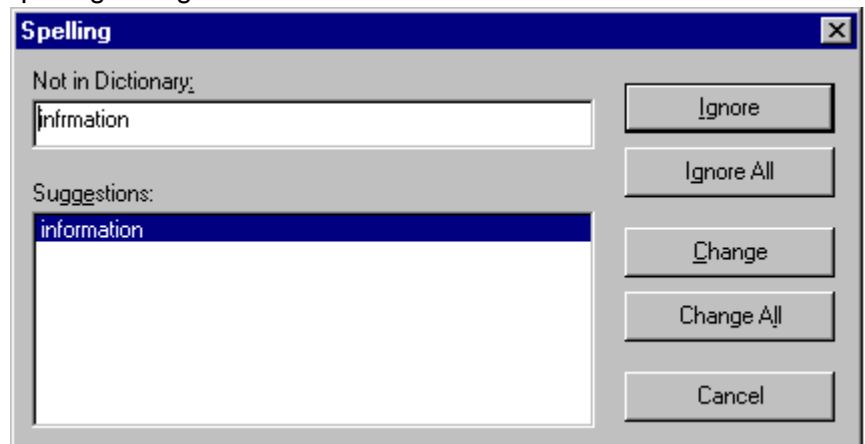 Spelling
Not in Dictionary:
infrmation
Ignore
Ignore All
Suggestions:
information
Change
Change All
Cancel